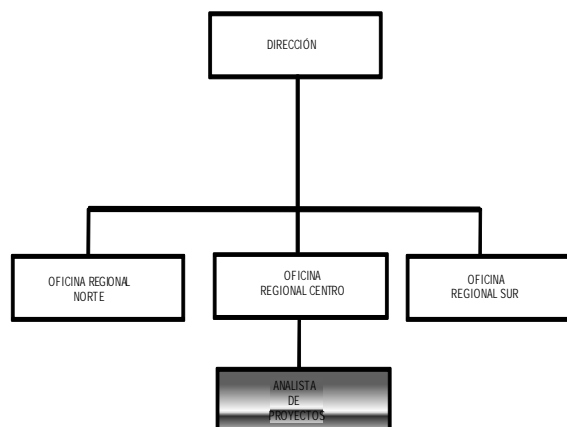 DIRECCIÓN
OFICINA REGIONAL
NORTE
OFICINA
REGIONAL CENTRO
OFICINA
REGIONAL SUR
ANALISTA
DE
PROYECTOS